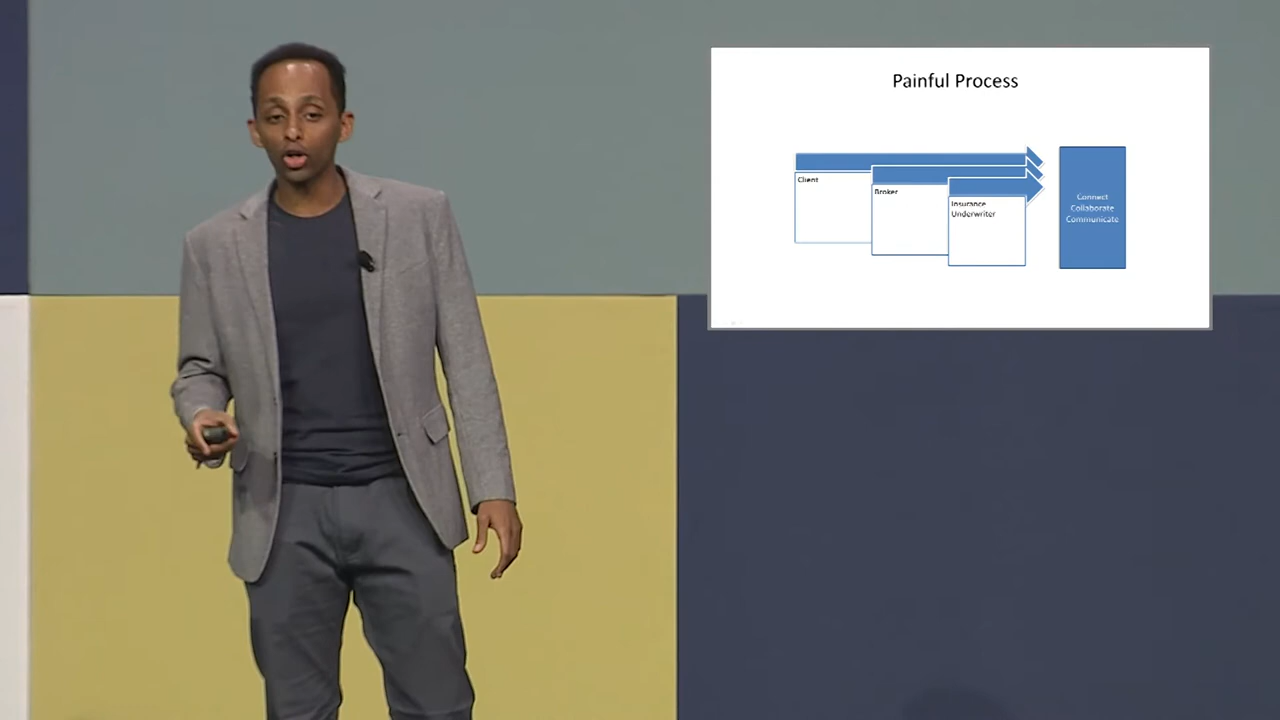 Painful Process
Client
Broker
Insurance
Underwriter
Connect
Collaborate
Communicate